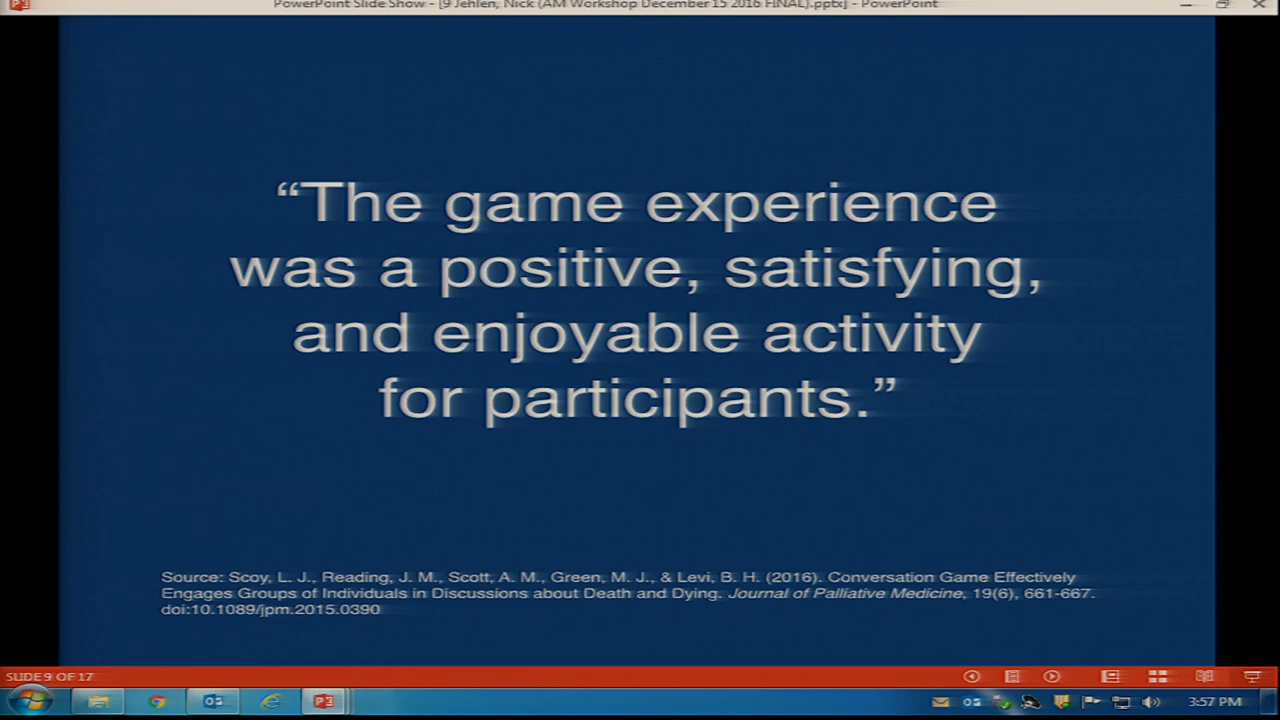 PowerPoint Slide Show - [9 Jehlen, Nick (AM Workshop December 15 2016 FINAL).pptx] - PowerPoint
“The game experience
was a positive, satisfying,
and enjoyable activity
for participants.”
Source: Scoy, L. J., Reading, J. M., Scott, A. M., Green, M. J., & Levi, B. H. (2016). Conversation Game Effectively
Engages Groups of Individuals in Discussions about Death and Dying. Journal of Palliative Medicine, 19(6), 661-667.
doi:10.1089/jpm.2015.0390
SLIDE 9 OF 17
3:57 PM